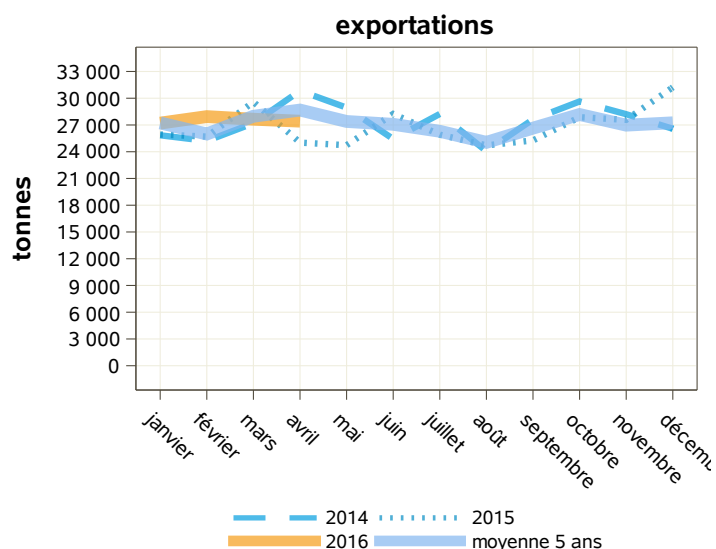 exportations
tonnes
33 000
30 000
27 000
24 000
21 000
18 000
15 000
12 000
9 000
6 000
3 000
0
janvier
février
mars
avril
mai
juin
juillet
août
septembre
octobre
novembre
décemb
2014
2015
2016
moyenne 5 ans